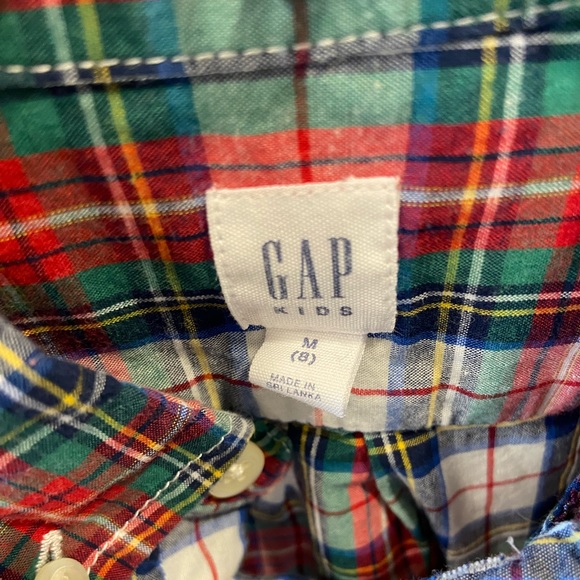 GAP
KIDS
M
(8)
MADE IN
SRI LANKA